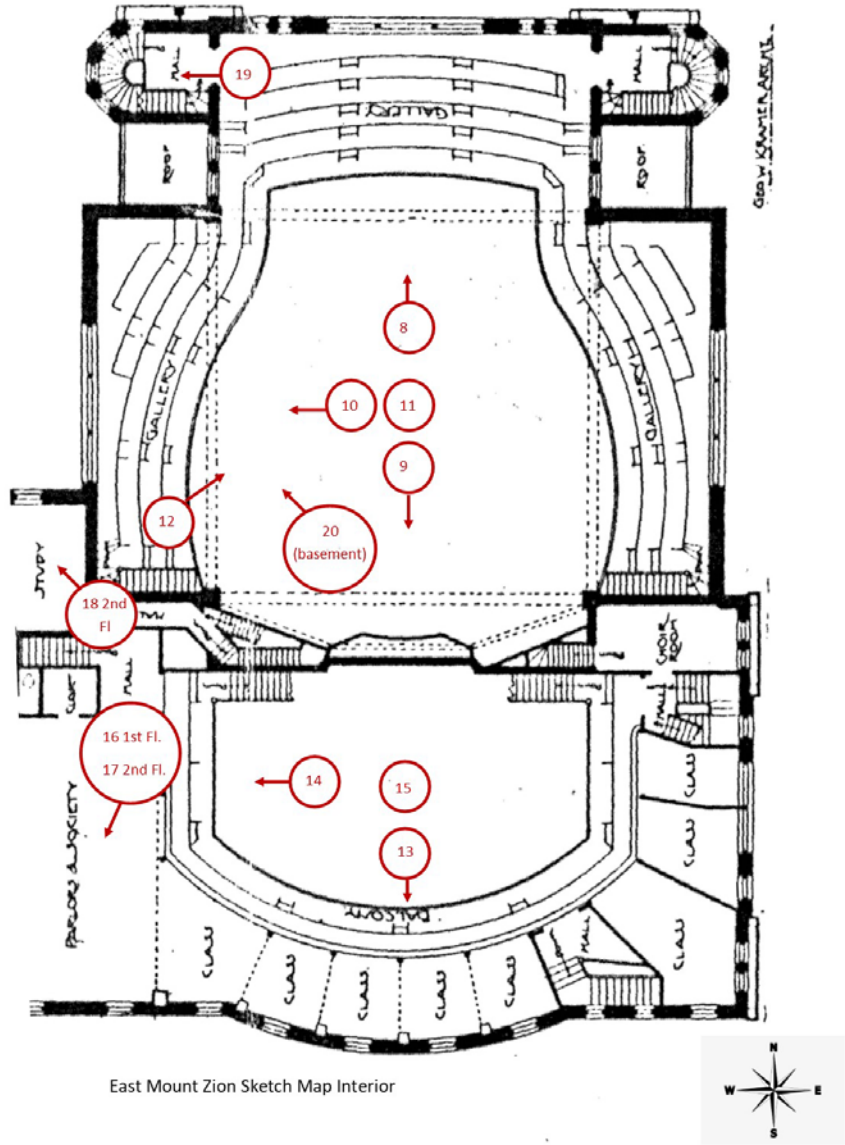 HALL
19
HALL
GALLERY
ROOF
ROOF
GEO W KRAMER ARCHT.
8
GALLERY
10
11
GALLERY
9
12
20
(basement)
STUDY
18 2nd
Fl
CHOIR
ROOM
HALL
CLOAK
HALL
16 1st Fl.
17 2nd Fl.
14
15
CLASS
CLASS
PARLORS & SOCIETY
13
BALCONY
CLASS
CLASS
CLASS
CLASS
CLASS
HALL
CLASS
East Mount Zion Sketch Map Interior
N
W
E
S